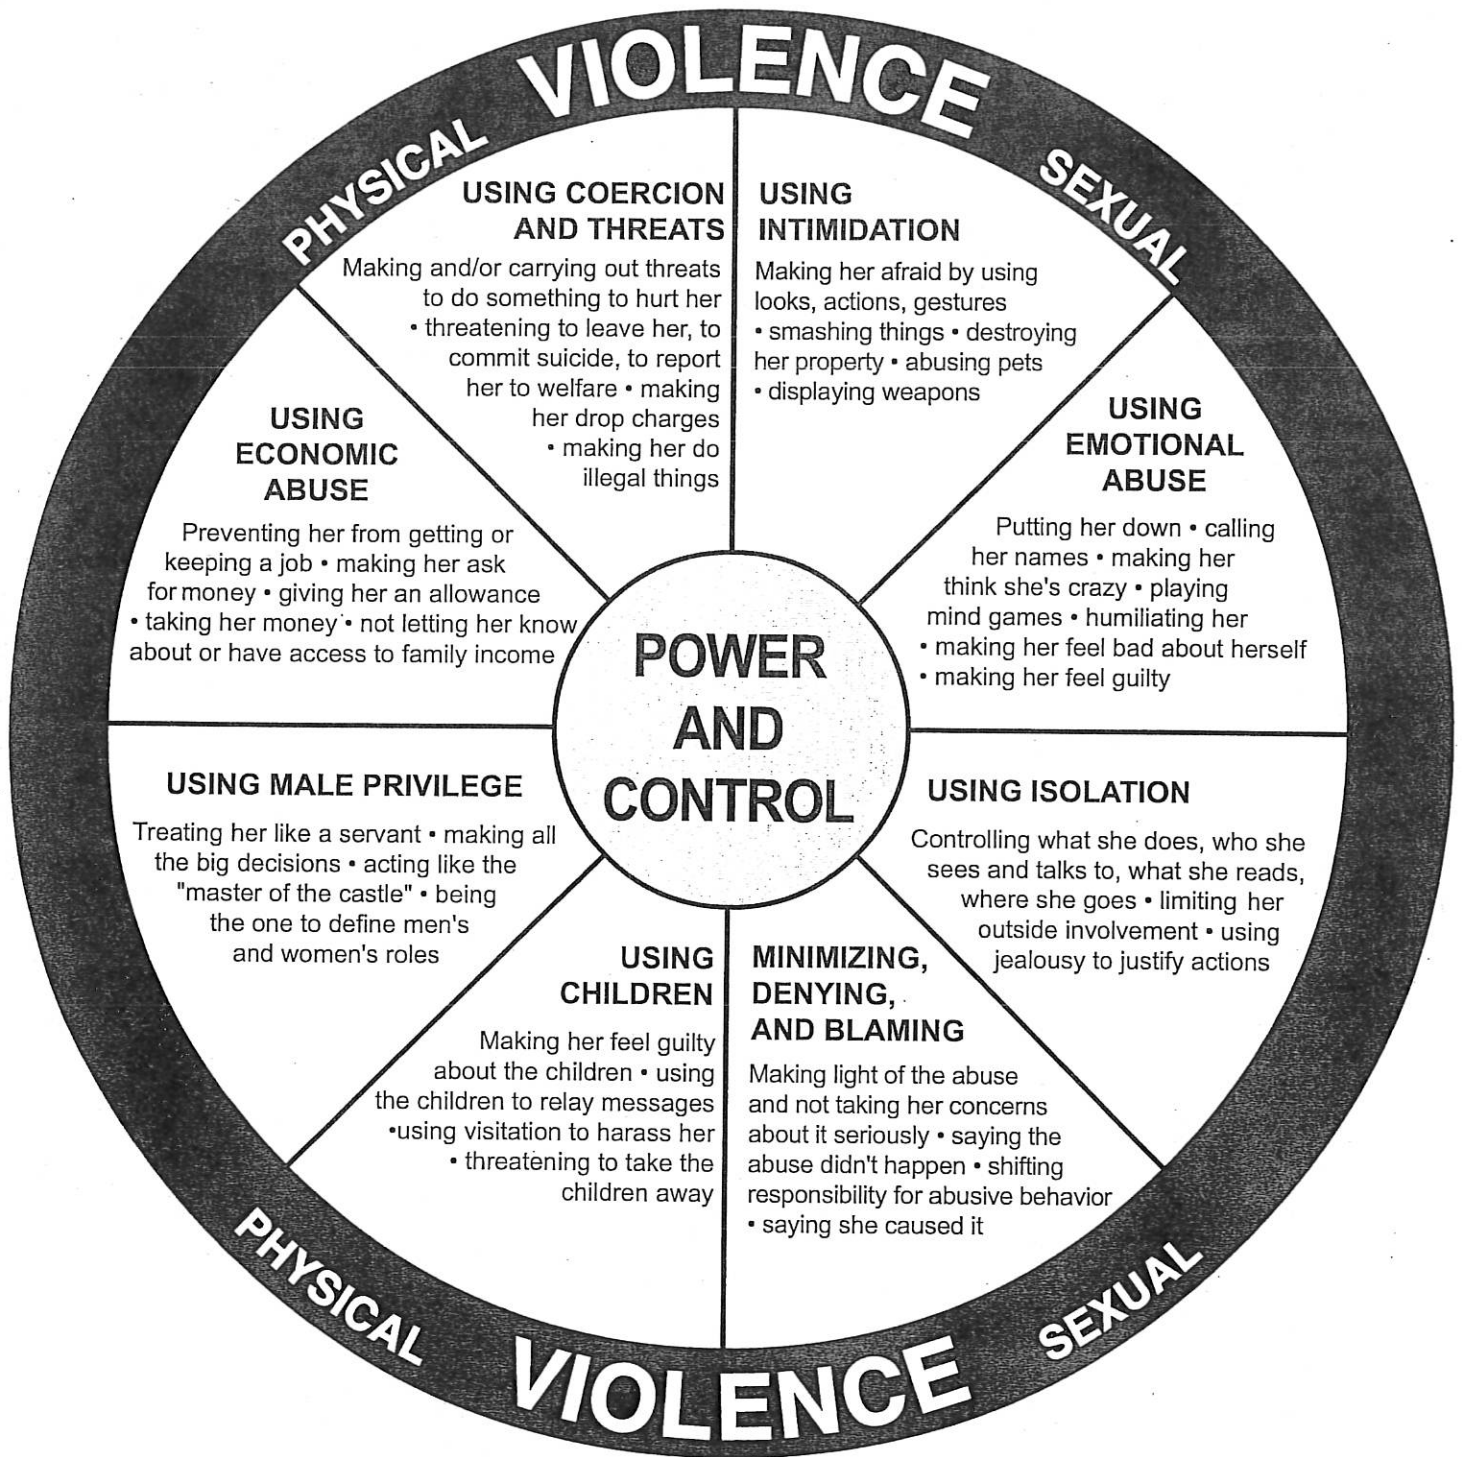 VIOLENCE
PHYSICAL
SEXUAL
USING COERCION
AND THREATS
Making and/or carrying out threats
to do something to hurt her
• threatening to leave her, to
commit suicide, to report
her to welfare • making
her drop charges
• making her do
illegal things
USING
INTIMIDATION
Making her afraid by using
looks, actions, gestures
• smashing things • destroying
her property • abusing pets
• displaying weapons
USING
EMOTIONAL
ABUSE
Putting her down • calling
her names • making her
think she's crazy • playing
mind games • humiliating her
• making her feel bad about herself
• making her feel guilty
USING ISOLATION
Controlling what she does, who she
sees and talks to, what she reads,
where she goes • limiting her
outside involvement • using
jealousy to justify actions
MINIMIZING,
DENYING,
AND BLAMING
Making light of the abuse
and not taking her concerns
about it seriously • saying the
abuse didn't happen • shifting
responsibility for abusive behavior
• saying she caused it
USING
CHILDREN
Making her feel guilty
about the children • using
the children to relay messages
•using visitation to harass her
• threatening to take the
children away
USING MALE PRIVILEGE
Treating her like a servant • making all
the big decisions • acting like the
"master of the castle" • being
the one to define men's
and women's roles
USING
ECONOMIC
ABUSE
Preventing her from getting or
keeping a job • making her ask
for money • giving her an allowance
• taking her money • not letting her know
about or have access to family income
POWER
AND
CONTROL
PHYSICAL
VIOLENCE
SEXUAL